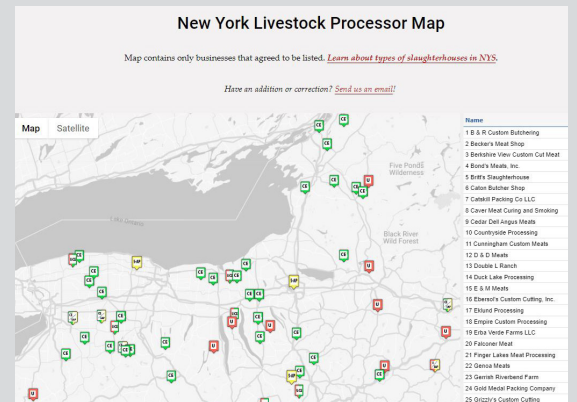 New York Livestock Processor Map
Map contains only businesses that agreed to be listed. Learn about types of slaughterhouses in NYS.
Have an addition or correction? Send us an email!
Map Satellite
Five Ponds
Wilderness
Lake Ontario
Black River
Wild Forest
CE
U
Name
1 B & R Custom Butchering
2 Becker's Meat Shop
3 Berkshire View Custom Cut Meat
4 Bond's Meats, Inc.
5 Britt's Slaughterhouse
6 Caton Butcher Shop
7 Catskill Packing Co LLC
8 Caver Meat Curing and Smoking
9 Cedar Dell Angus Meats
10 Countryside Processing
11 Cunningham Custom Meats
12 D & D Meats
13 Double L Ranch
14 Duck Lake Processing
15 E & M Meats
16 Ebersol's Custom Cutting, Inc.
17 Eklund Processing
18 Empire Custom Processing
19 Erba Verde Farms LLC
20 Falconer Meat
21 Finger Lakes Meat Processing
22 Genoa Meats
23 Gerrish Riverbend Farm
24 Gold Medal Packing Company
25 Grizzly's Custom Cutting